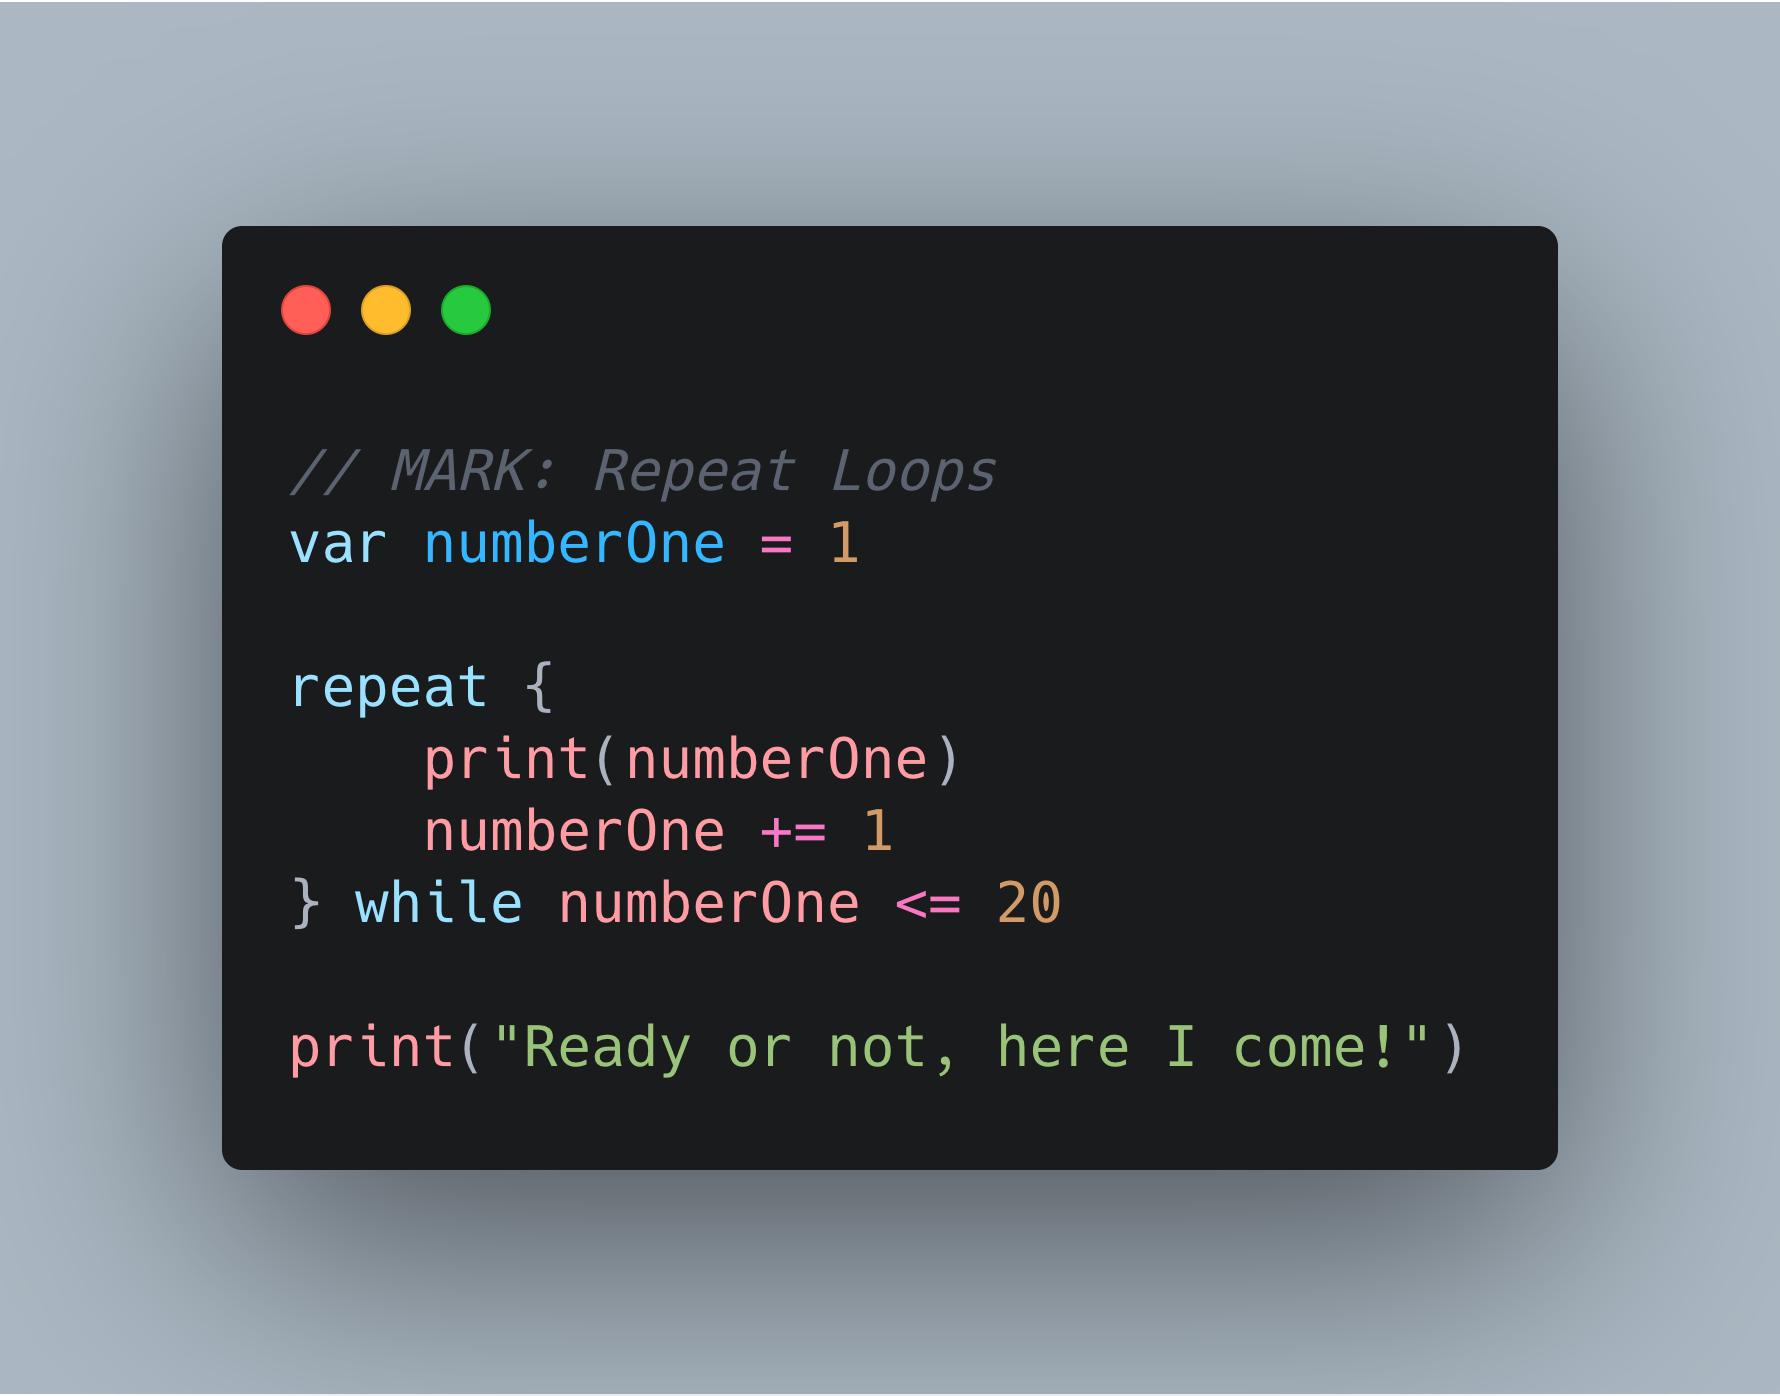 // MARK: Repeat Loops
var numberOne = 1

repeat {
    print(numberOne)
    numberOne += 1
} while numberOne <= 20

print("Ready or not, here I come!")